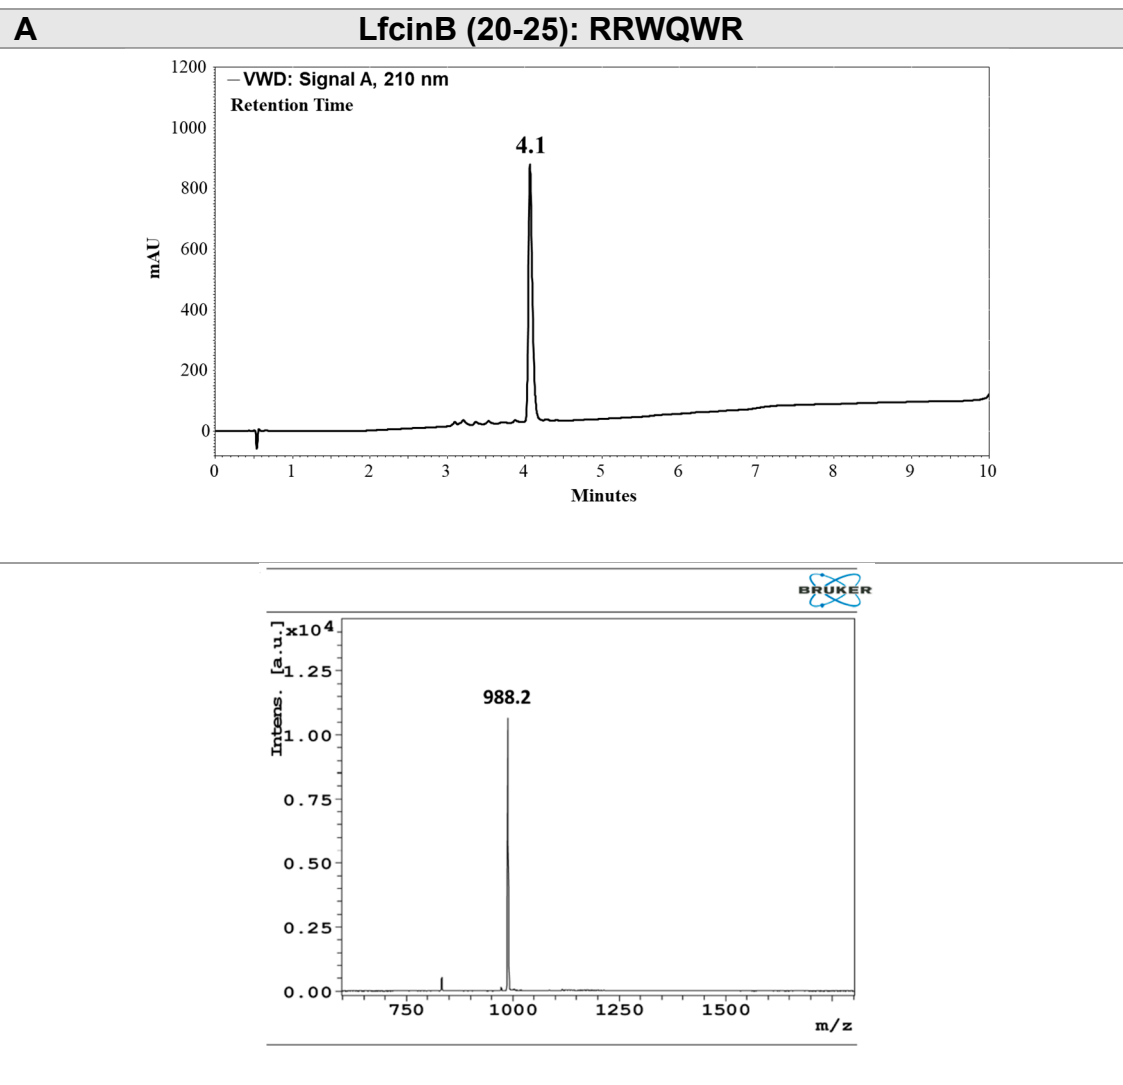 A
LfcinB (20-25): RRWQWR
VWD: Signal A, 210 nm
Retention Time
4.1
1200
1000
800
600
400
200
0
mAU
0 1 2 3 4 5 6 7 8 9 10
Minutes
BRUKER
Intens. [a.u.]
x10⁴
988.2
1.25
1.00
0.75
0.50
0.25
0.00
750 1000 1250 1500
m/z